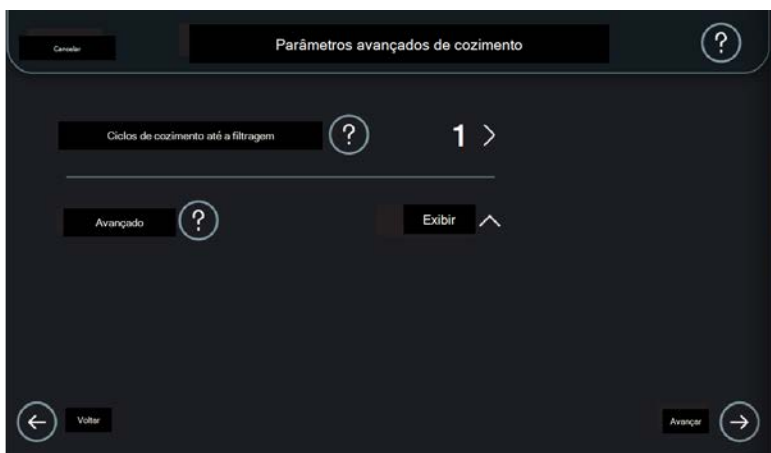 Cancelar
Parâmetros avançados de cozimento
?
Ciclos de cozimento até a filtragem
?
1
Avançado
?
Exibir
Voltar
Avançar